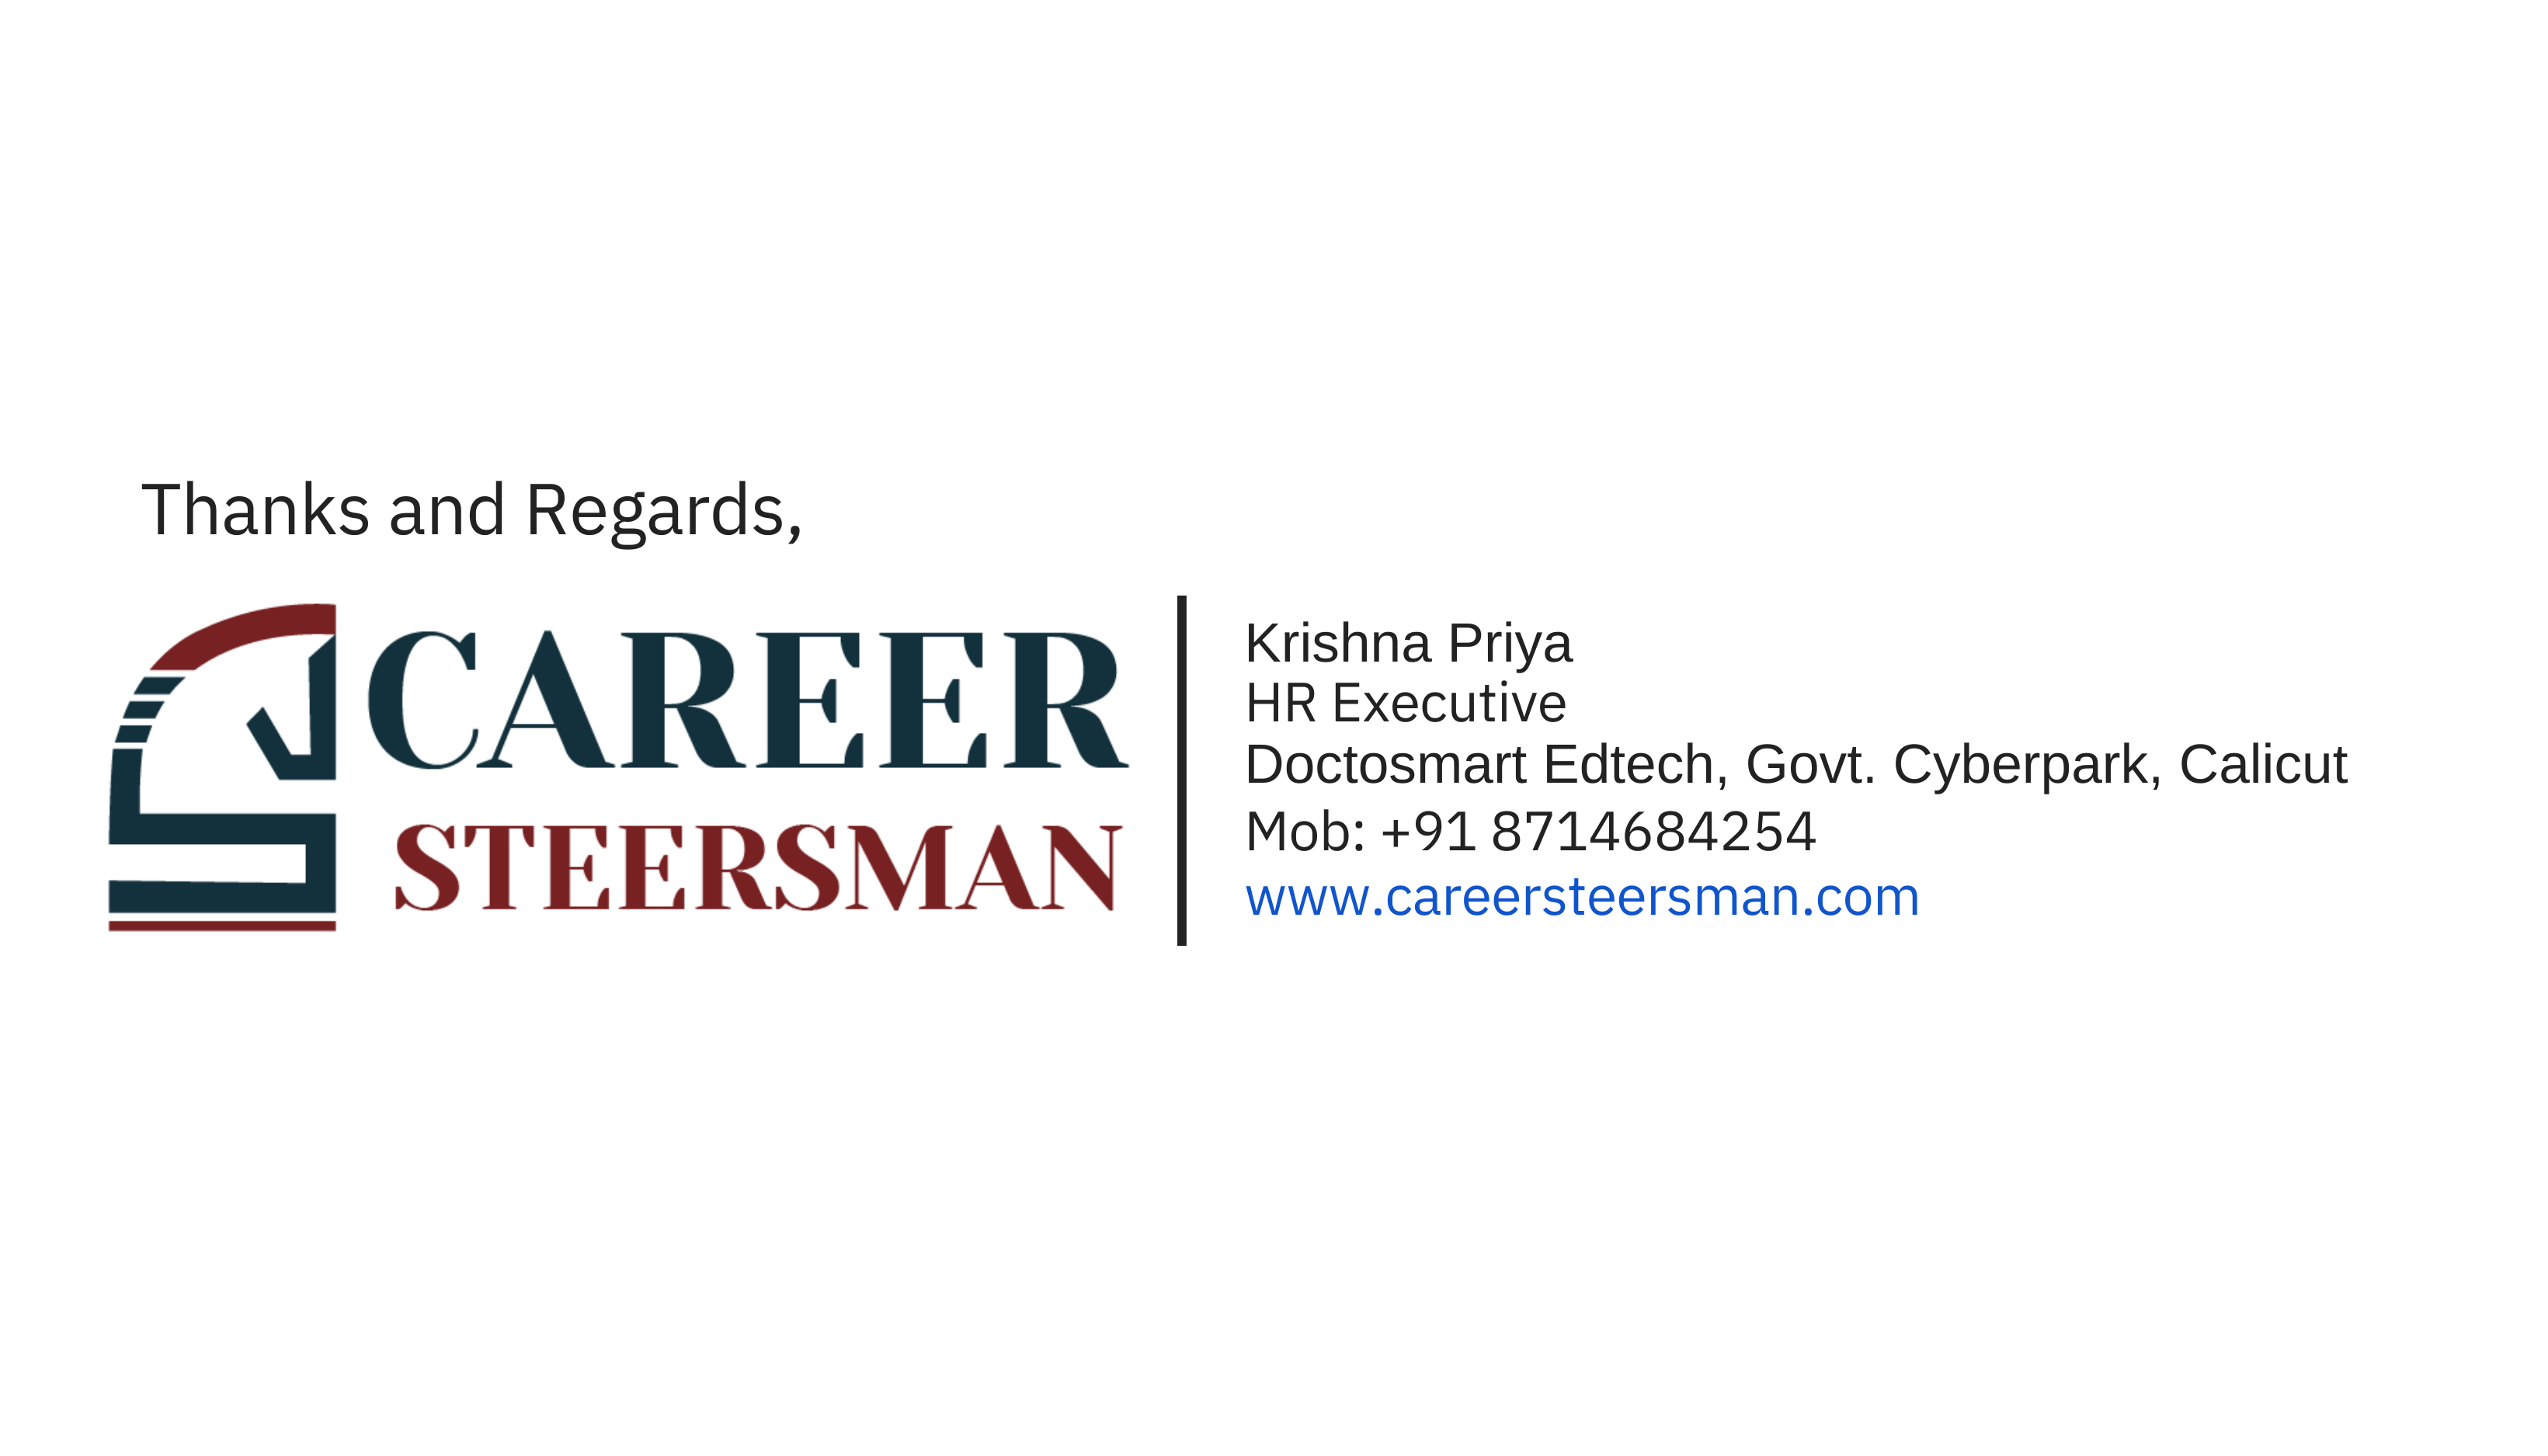 Thanks and Regards,
CAREER
STEERSMAN
Krishna Priya
HR Executive
Doctosmart Edtech, Govt. Cyberpark, Calicut
Mob: +91 8714684254
www.careersteersman.com